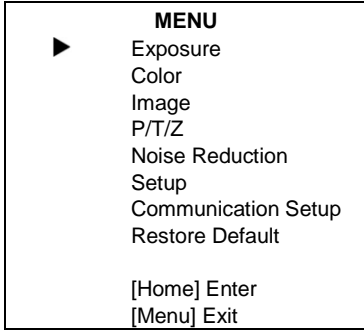 MENU
Exposure
Color
Image
P/T/Z
Noise Reduction
Setup
Communication Setup
Restore Default
[Home] Enter
[Menu] Exit